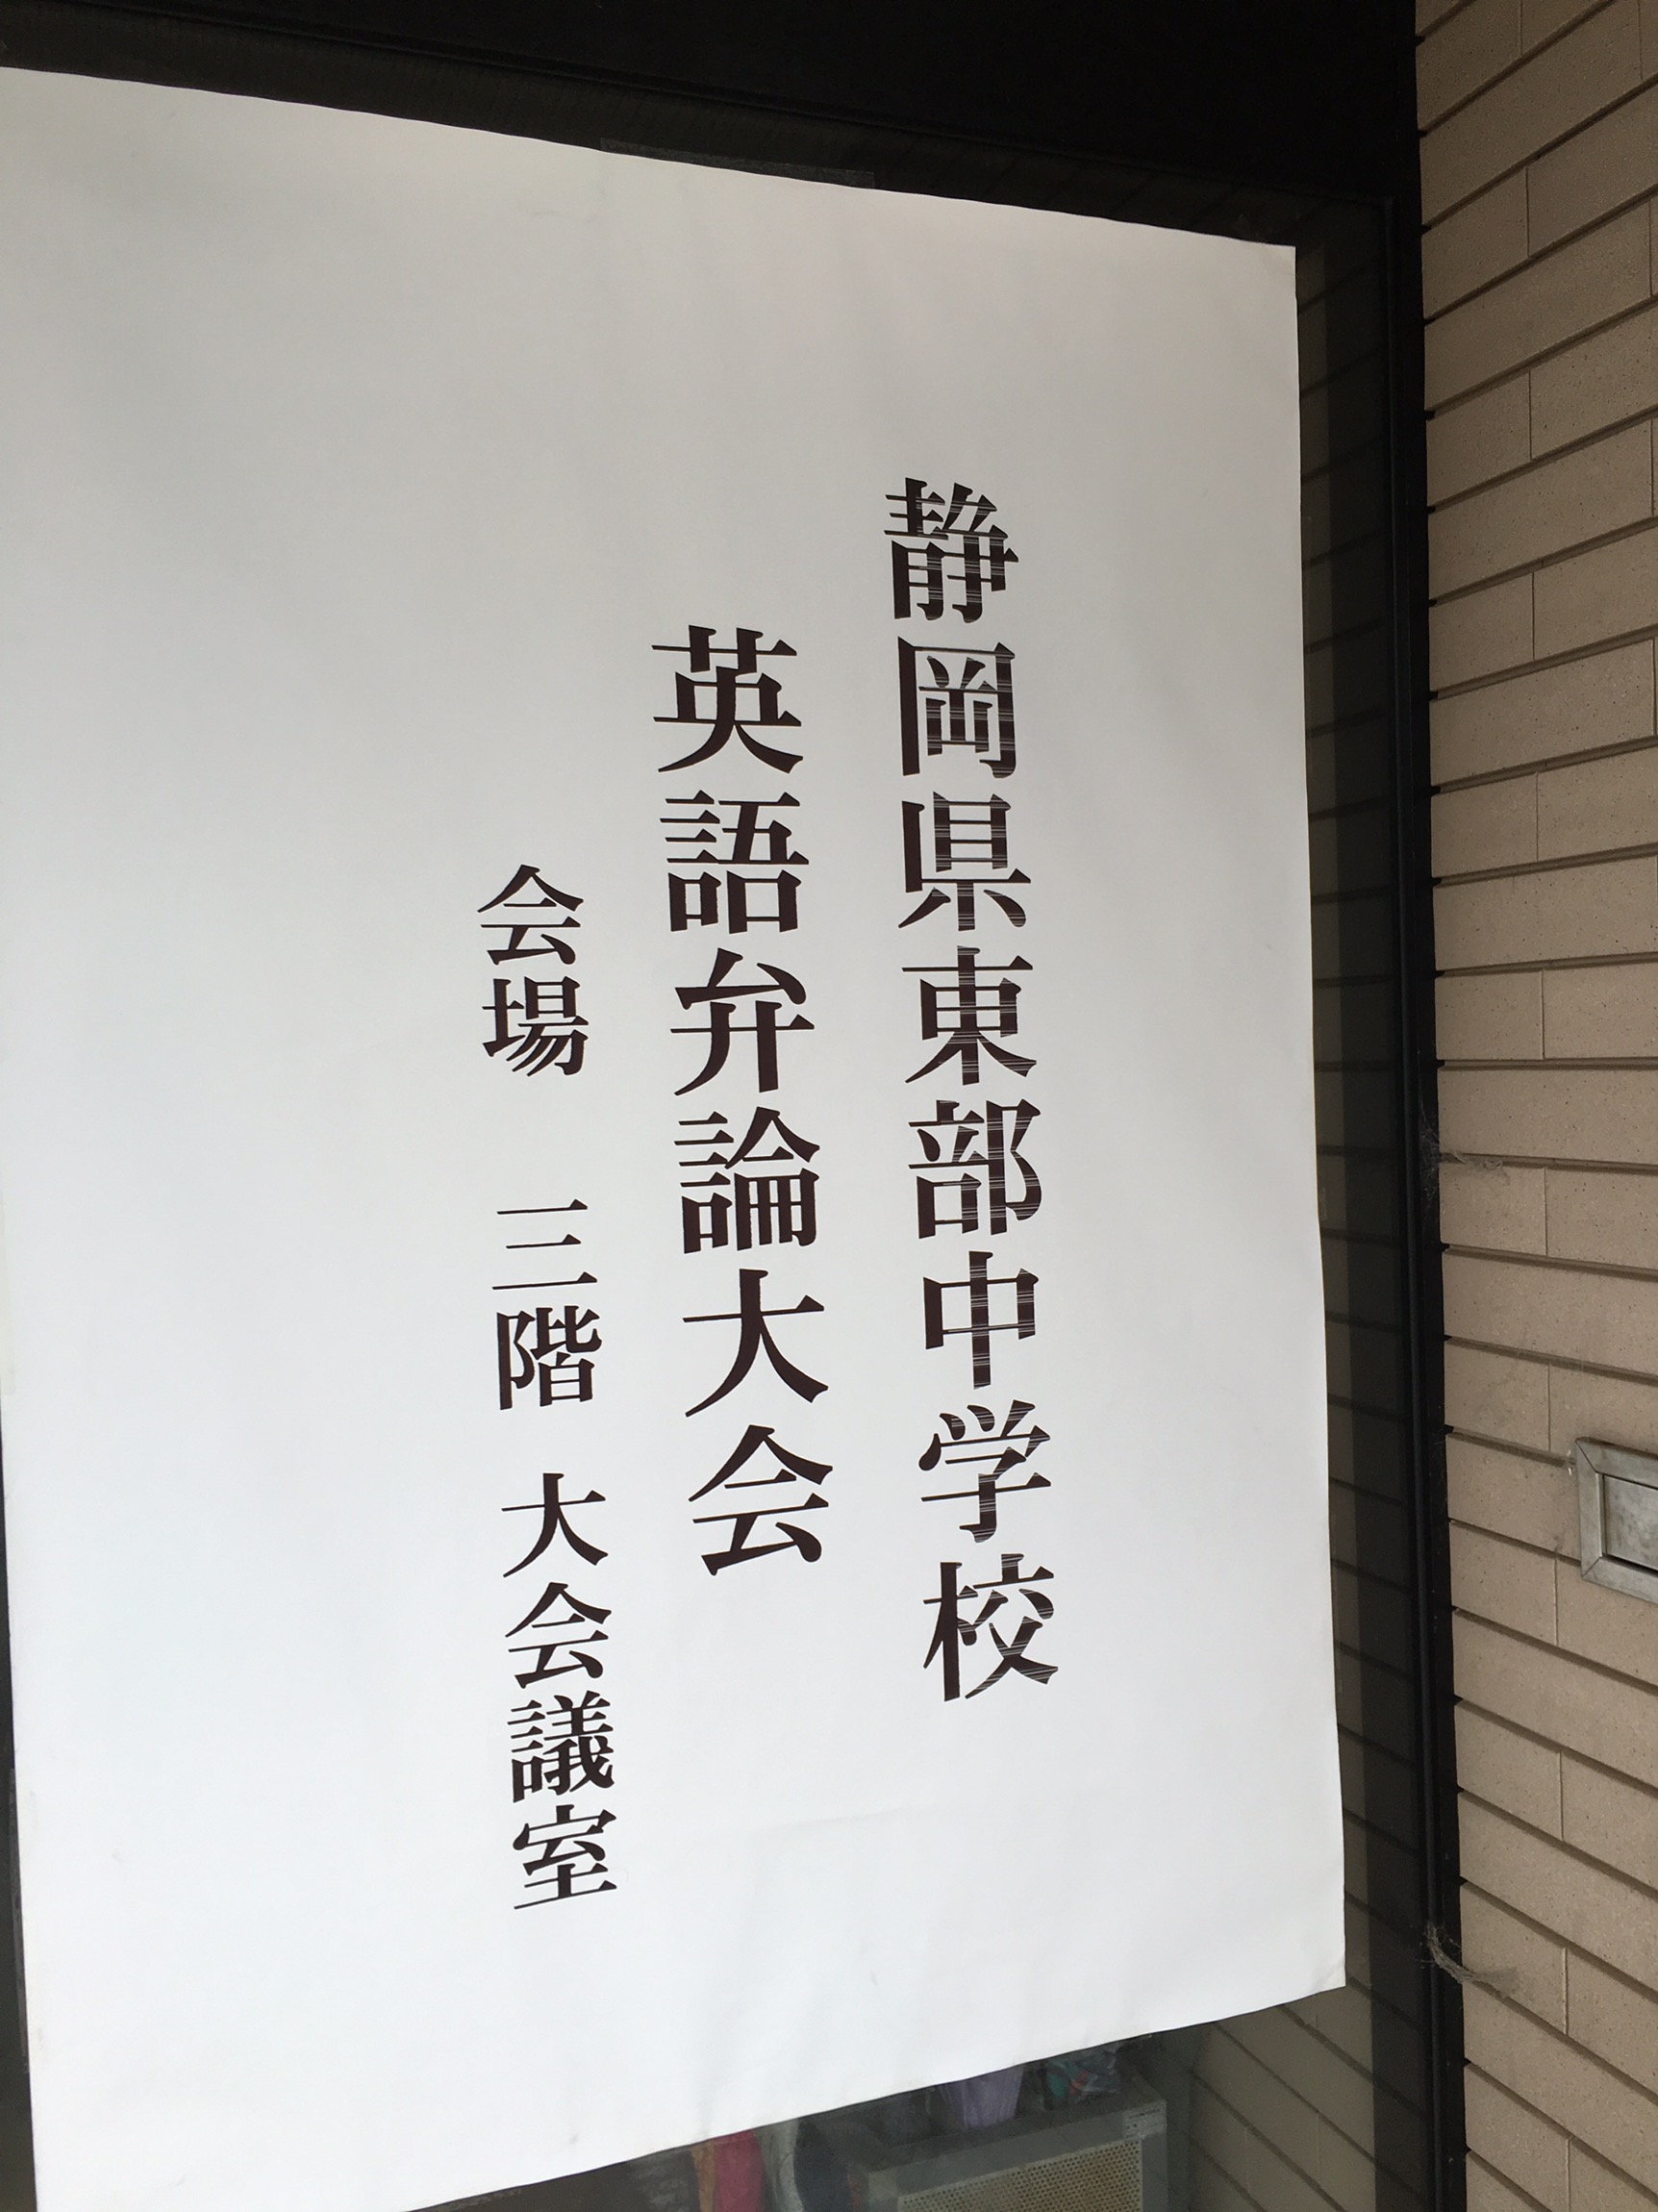 静岡県東部中学校
英語弁論大会
会場　三階 大会議室